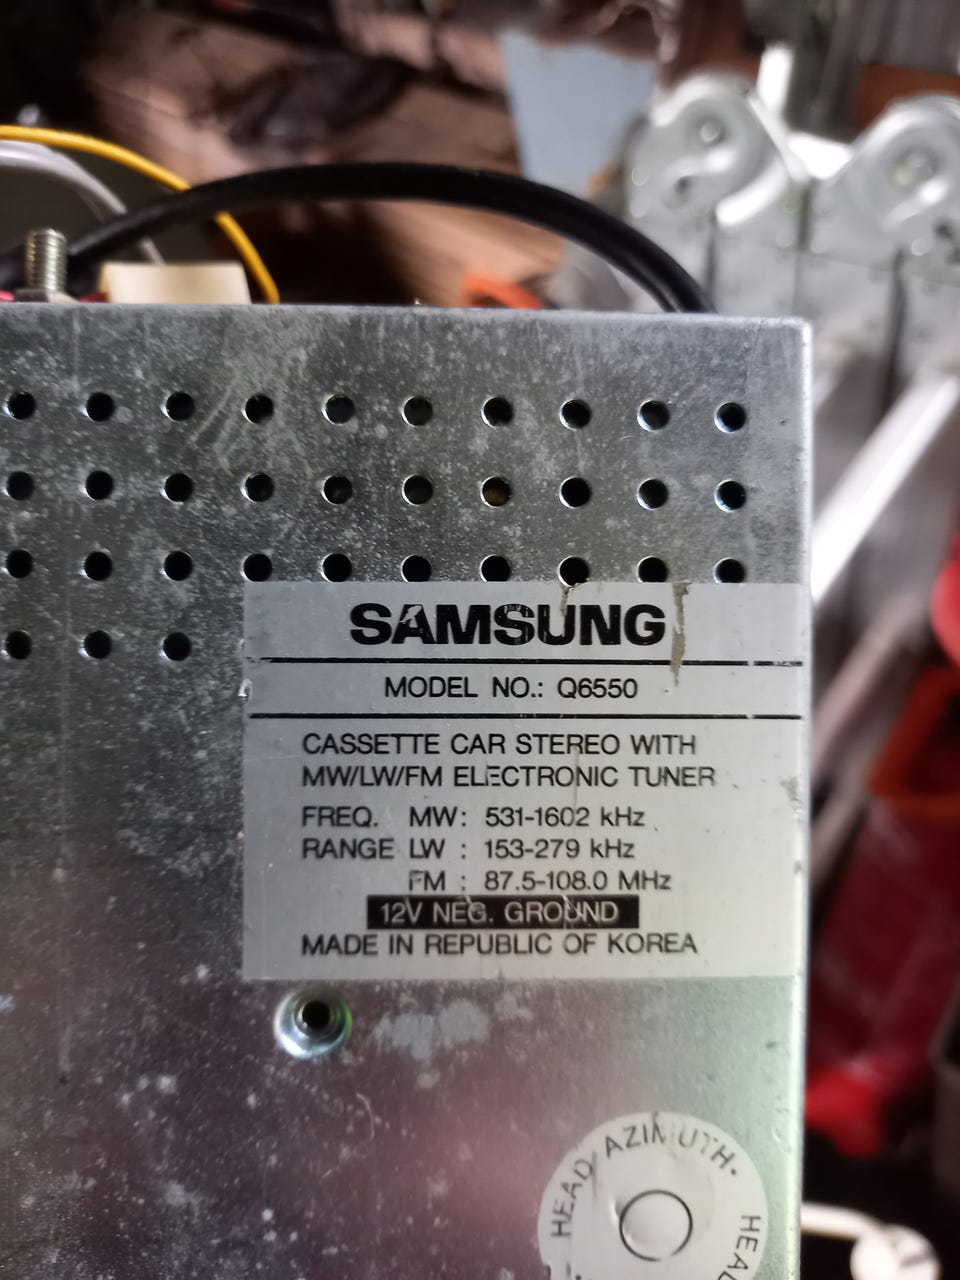 SAMSUNG
MODEL NO.: Q6550
CASSETTE CAR STEREO WITH
MW/LW/FM ELECTRONIC TUNER
FREQ. MW: 531-1602 kHz
RANGE LW : 153-279 kHz
FM : 87.5-108.0 MHz
12V NEG. GROUND
MADE IN REPUBLIC OF KOREA
HEAD AZIMUTH.